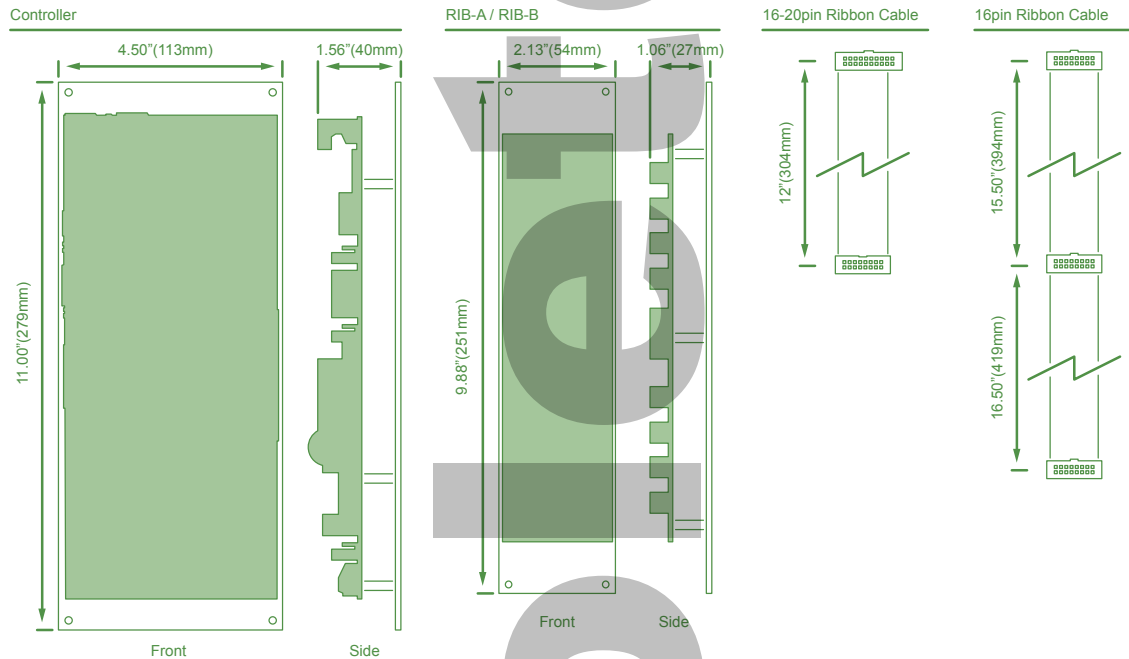 Controller
4.50"(113mm)
1.56"(40mm)
11.00"(279mm)
Front
Side
RIB-A / RIB-B
2.13"(54mm)
1.06"(27mm)
9.88"(251mm)
Front
Side
16-20pin Ribbon Cable
12"(304mm)
16pin Ribbon Cable
15.50"(394mm)
16.50"(419mm)